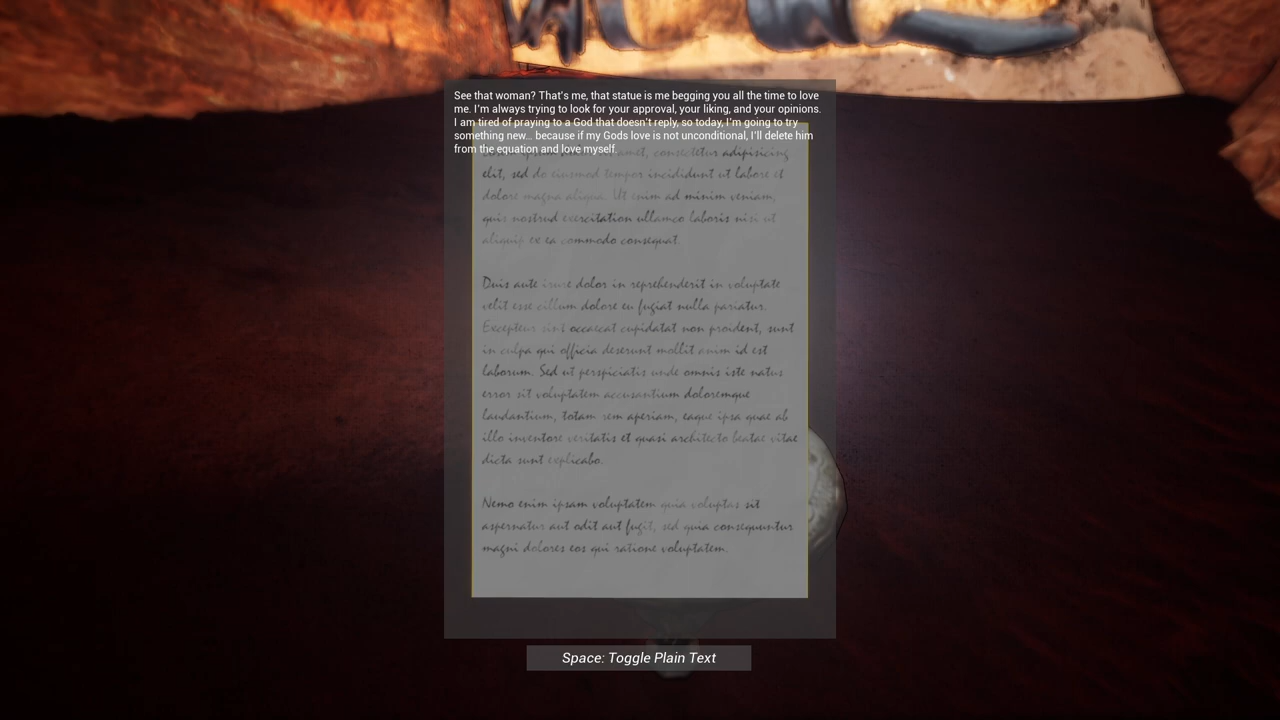 See that woman? That's me, that statue is me begging you all the time to love
me. I'm always trying to look for your approval, your liking, and your opinions.
I am tired of praying to a God that doesn't reply, so today, I'm going to try
something new... because if my Gods love is not unconditional, I'll delete him
from the equation and love myself.
amet, consectetur adipisicing
elit, sed do eiusmod tempor incididunt ut labore et
dolore magna aliqua. Ut enim ad minim veniam,
quis nostrud exercitation ullamco laboris nisi ut
aliquip ex ea commodo consequat.
Duis aute irure dolor in reprehenderit in voluptate
velit esse cillum dolore eu fugiat nulla pariatur.
Excepteur sint occaecat cupidatat non proident, sunt
in culpa qui officia deserunt mollit anim id est
laborum. Sed ut perspiciatis unde omnis iste natus
error sit voluptatem accusantium doloremque
laudantium, totam rem aperiam, eaque ipsa quae ab
illo inventore veritatis et quasi architecto beatae vitae
dicta sunt explicabo.
Nemo enim ipsam voluptatem quia voluptas sit
aspernatur aut odit aut fugit, sed quia consequuntur
magni dolores eos qui ratione voluptatem.
Space: Toggle Plain Text